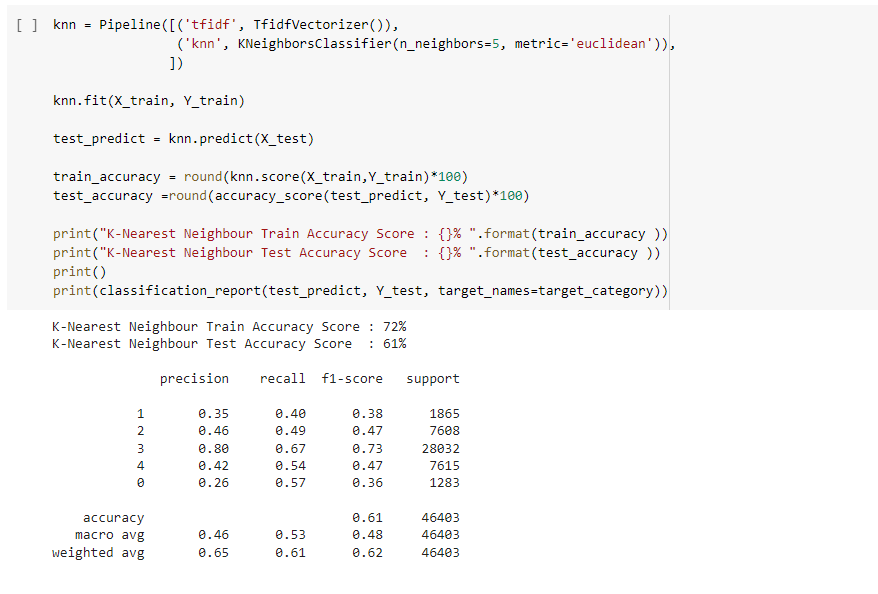 [ ] knn = Pipeline([('tfidf', TfidfVectorizer()),
('knn', KNeighborsClassifier(n_neighbors=5, metric='euclidean')),
])
knn.fit(X_train, Y_train)
test_predict = knn.predict(X_test)
train_accuracy = round(knn.score(X_train,Y_train)*100)
test_accuracy =round(accuracy_score(test_predict, Y_test)*100)
print("K-Nearest Neighbour Train Accuracy Score : {}% ".format(train_accuracy ))
print("K-Nearest Neighbour Test Accuracy Score  : {}% ".format(test_accuracy ))
print()
print(classification_report(test_predict, Y_test, target_names=target_category))
K-Nearest Neighbour Train Accuracy Score : 72%
K-Nearest Neighbour Test Accuracy Score  : 61%
precision recall f1-score support
1 0.35 0.40 0.38 1865
2 0.46 0.49 0.47 7608
3 0.80 0.67 0.73 28032
4 0.42 0.54 0.47 7615
0 0.26 0.57 0.36 1283
accuracy 0.61 46403
macro avg 0.46 0.53 0.48 46403
weighted avg 0.65 0.61 0.62 46403